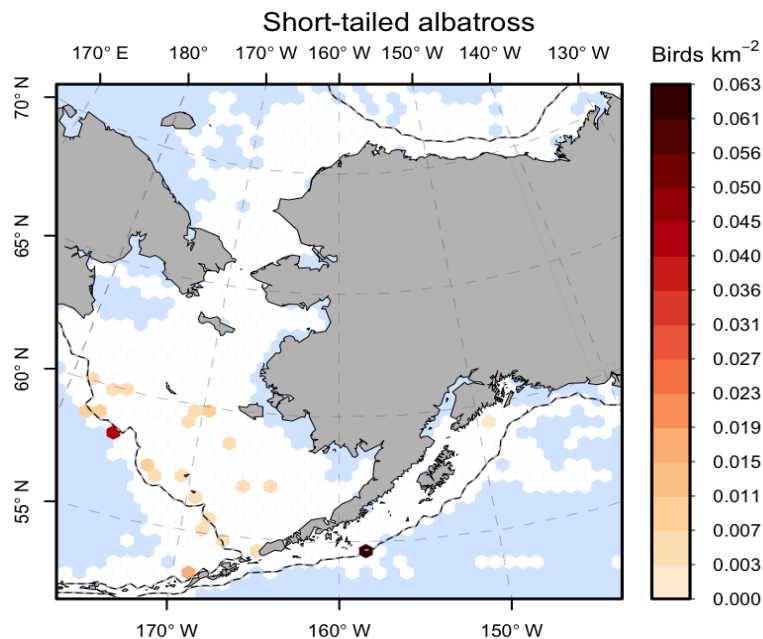 Short-tailed albatross
170° E 180° 170° W 160° W 150° W 140° W 130° W
Birds km⁻²
70° N
65° N
60° N
55° N
0.063
0.061
0.056
0.050
0.045
0.040
0.036
0.031
0.027
0.023
0.019
0.015
0.011
0.007
0.003
0.000
170° W 160° W 150° W